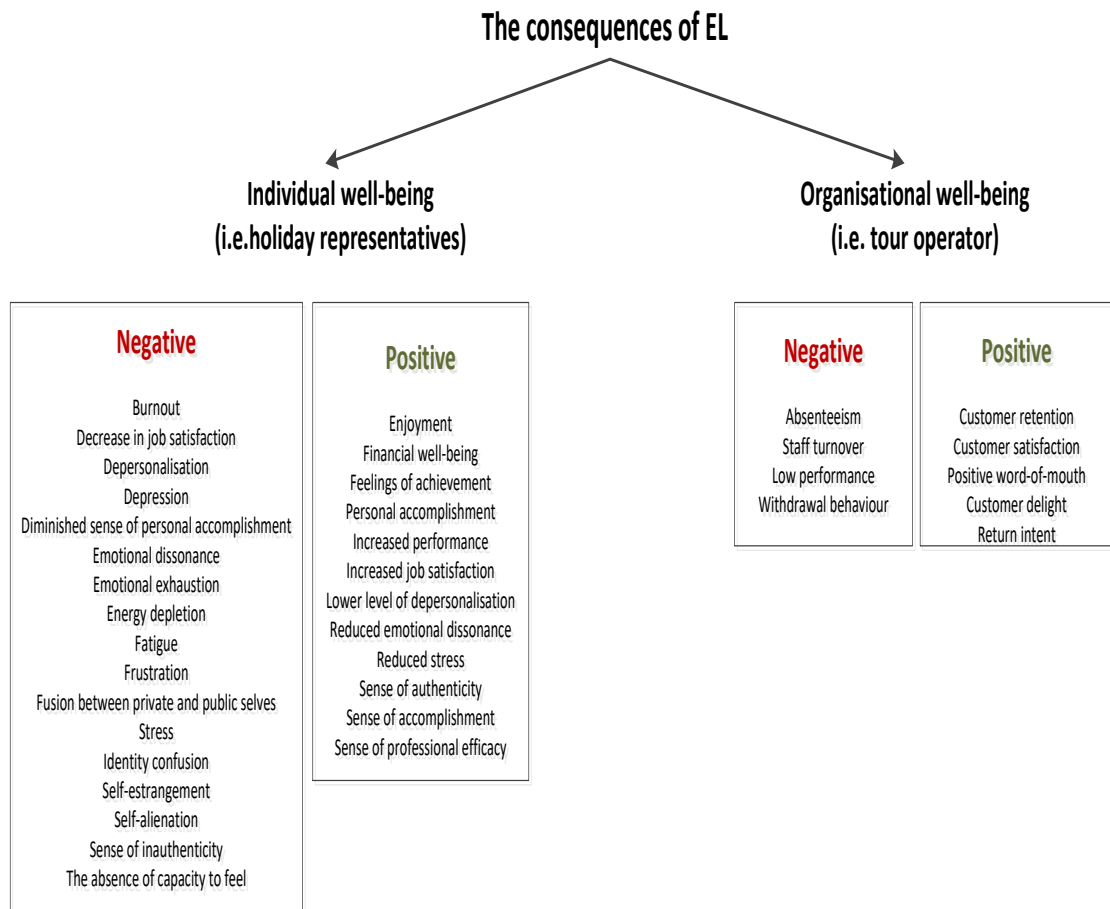 The consequences of EL
Individual well-being
(i.e.holiday representatives)
Organisational well-being
(i.e. tour operator)
Negative
Burnout
Decrease in job satisfaction
Depersonalisation
Depression
Diminished sense of personal accomplishment
Emotional dissonance
Emotional exhaustion
Energy depletion
Fatigue
Frustration
Fusion between private and public selves
Stress
Identity confusion
Self-estrangement
Self-alienation
Sense of inauthenticity
The absence of capacity to feel
Positive
Enjoyment
Financial well-being
Feelings of achievement
Personal accomplishment
Increased performance
Increased job satisfaction
Lower level of depersonalisation
Reduced emotional dissonance
Reduced stress
Sense of authenticity
Sense of accomplishment
Sense of professional efficacy
Negative
Absenteeism
Staff turnover
Low performance
Withdrawal behaviour
Positive
Customer retention
Customer satisfaction
Positive word-of-mouth
Customer delight
Return intent